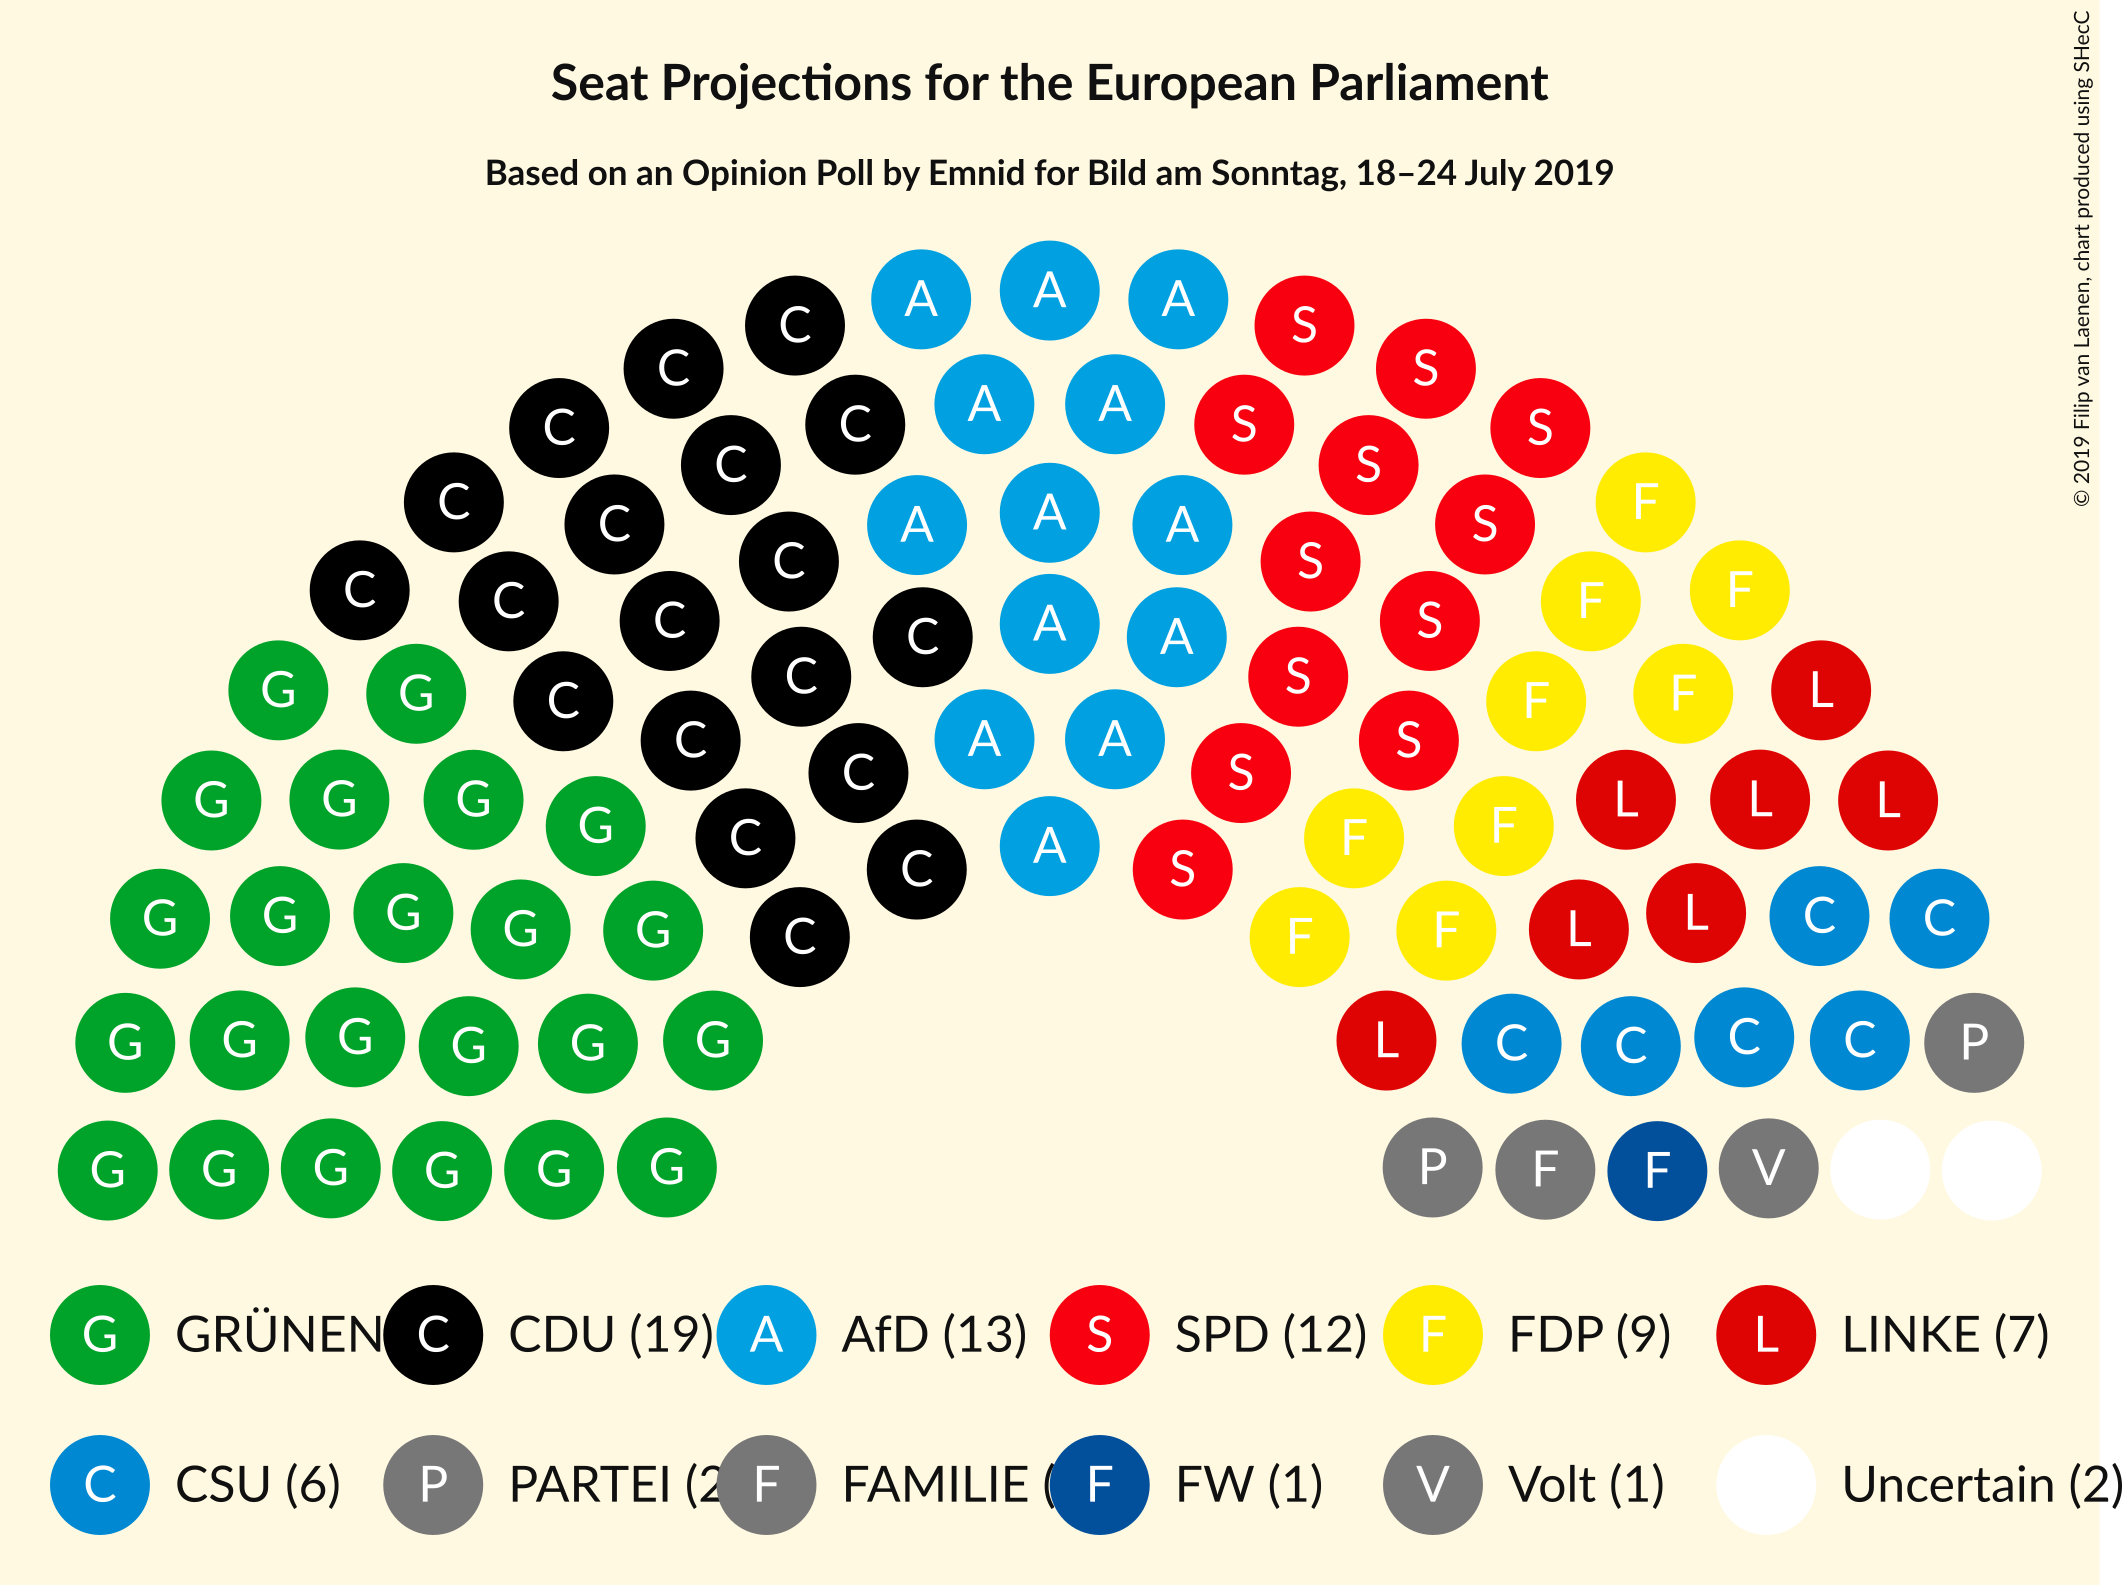 Seat Projections for the European Parliament
Based on an Opinion Poll by Emnid for Bild am Sonntag, 18–24 July 2019
© 2019 Filip van Laenen, chart produced using SHecC
A A A
C S
C S
A A
C S
C S
C S
C F
A A A
C S
C S
C F
C F
A A
C S
C S
C F
C S
G L
G F
C F
A A
C S
C S
G L
G L
G L
G F
C F
A
C S
G G G G G C F F L L C C
G G G G G G L C C C C P
G G G G G G P F F V
G GRÜNEN C CDU (19) A AfD (13) S SPD (12) F FDP (9) L LINKE (7)
C CSU (6) P PARTEI (2 F FAMILIE ( F FW (1) V Volt (1) Uncertain (2)